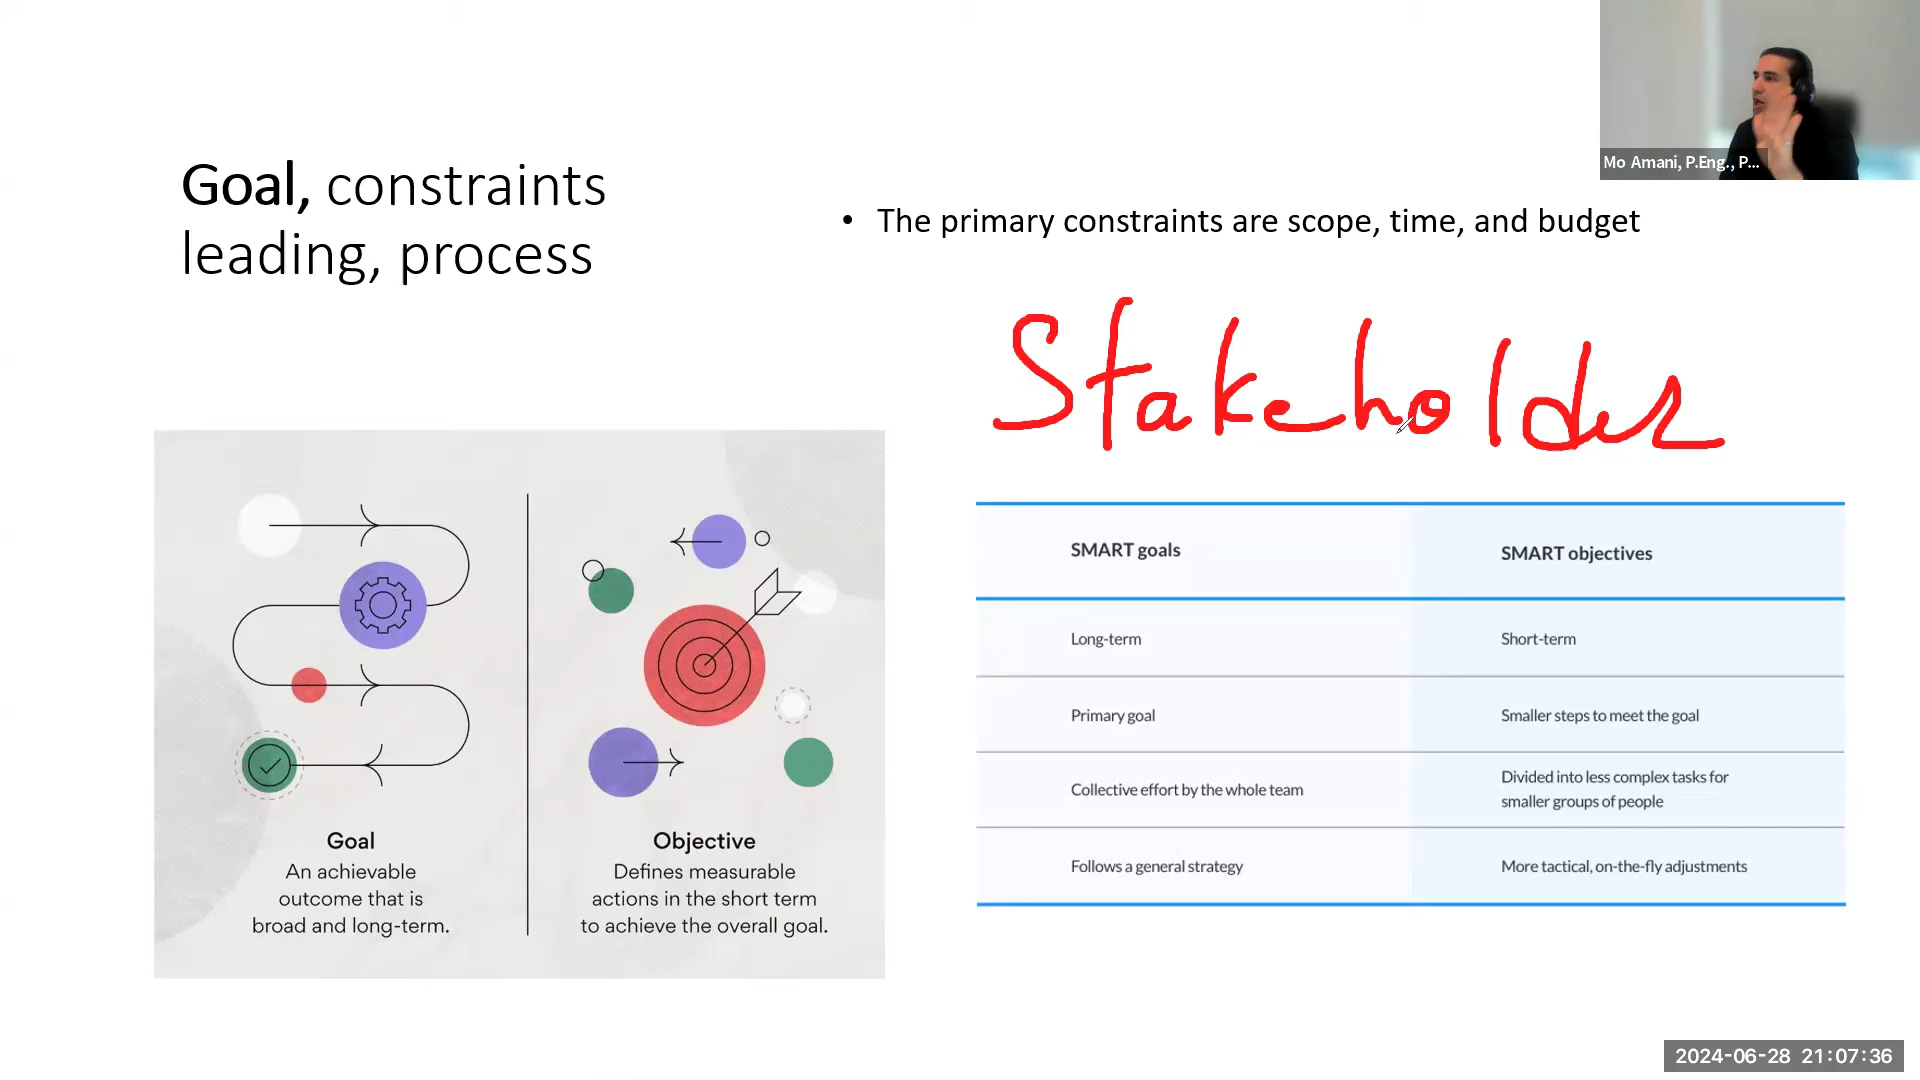 Mo Amani, P.Eng., P...
Goal, constraints
leading, process
• The primary constraints are scope, time, and budget
Stakeholder
Goal
An achievable
outcome that is
broad and long-term.
Objective
Defines measurable
actions in the short term
to achieve the overall goal.
SMART goals
SMART objectives
Long-term
Short-term
Primary goal
Smaller steps to meet the goal
Collective effort by the whole team
Divided into less complex tasks for
smaller groups of people
Follows a general strategy
More tactical, on-the-fly adjustments
2024-06-28 21:07:36